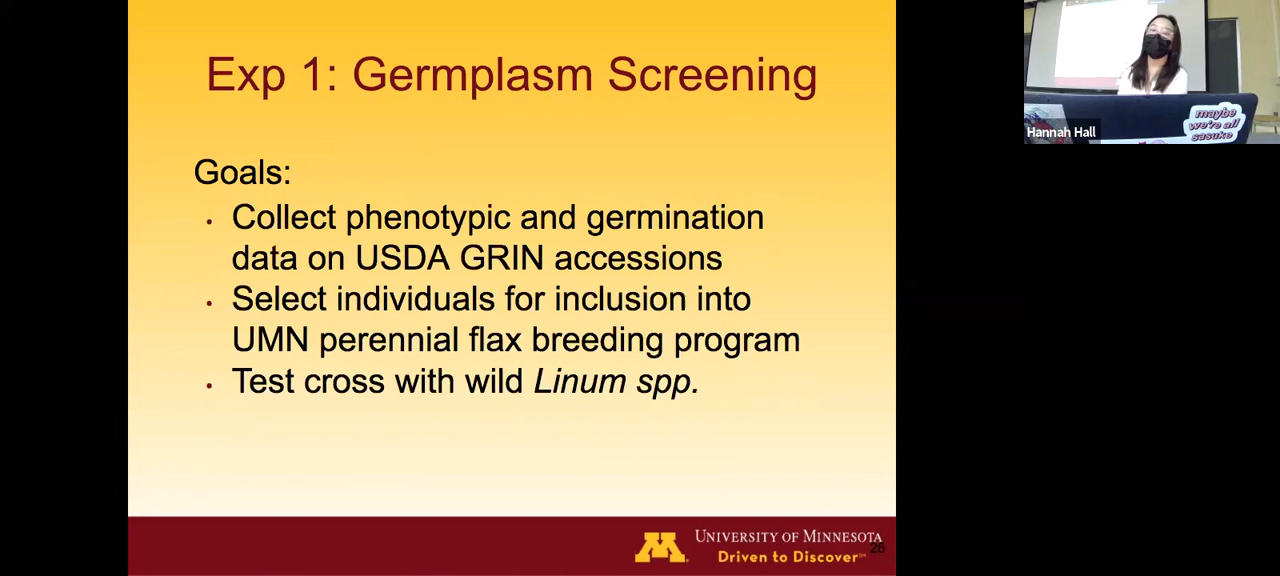 Exp 1: Germplasm Screening
Goals:
• Collect phenotypic and germination
data on USDA GRIN accessions
• Select individuals for inclusion into
UMN perennial flax breeding program
• Test cross with wild Linum spp.
UNIVERSITY OF MINNESOTA
Driven to Discover℠
26
maybe
we're all
sasuke
Hannah Hall